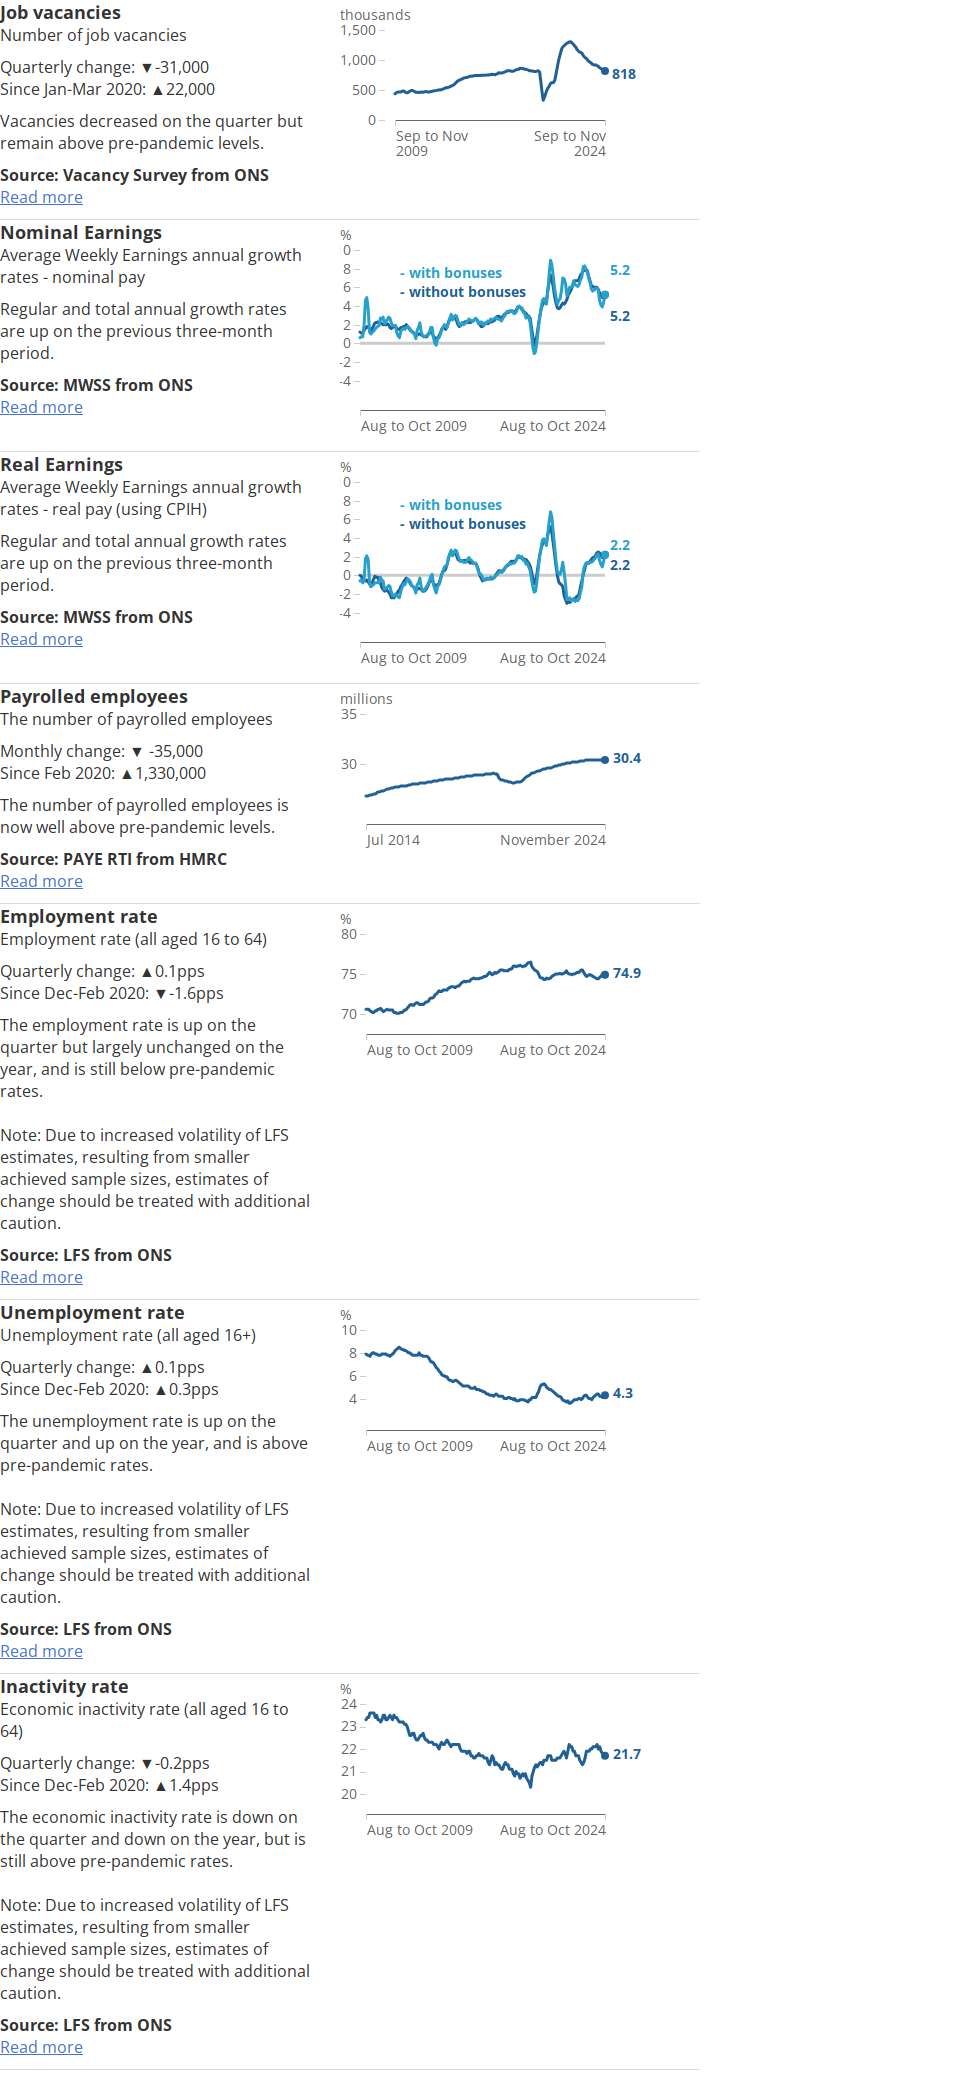 Job vacancies
Number of job vacancies
Quarterly change: ▼-31,000
Since Jan-Mar 2020: ▲22,000
Vacancies decreased on the quarter but
remain above pre-pandemic levels.
Source: Vacancy Survey from ONS
Read more
thousands
1,500
1,000
500
0
818
Sep to Nov
2009
Sep to Nov
2024
Nominal Earnings
Average Weekly Earnings annual growth
rates - nominal pay
Regular and total annual growth rates
are up on the previous three-month
period.
Source: MWSS from ONS
Read more
%
0
8
6
4
2
0
-2
-4
- with bonuses
- without bonuses
5.2
5.2
Aug to Oct 2009
Aug to Oct 2024
Real Earnings
Average Weekly Earnings annual growth
rates - real pay (using CPIH)
Regular and total annual growth rates
are up on the previous three-month
period.
Source: MWSS from ONS
Read more
%
0
8
6
4
2
0
-2
-4
- with bonuses
- without bonuses
2.2
2.2
Aug to Oct 2009
Aug to Oct 2024
Payrolled employees
The number of payrolled employees
Monthly change: ▼ -35,000
Since Feb 2020: ▲1,330,000
The number of payrolled employees is
now well above pre-pandemic levels.
Source: PAYE RTI from HMRC
Read more
millions
35
30
30.4
Jul 2014
November 2024
Employment rate
Employment rate (all aged 16 to 64)
Quarterly change: ▲0.1pps
Since Dec-Feb 2020: ▼-1.6pps
The employment rate is up on the
quarter but largely unchanged on the
year, and is still below pre-pandemic
rates.
Note: Due to increased volatility of LFS
estimates, resulting from smaller
achieved sample sizes, estimates of
change should be treated with additional
caution.
Source: LFS from ONS
Read more
%
80
75
70
74.9
Aug to Oct 2009
Aug to Oct 2024
Unemployment rate
Unemployment rate (all aged 16+)
Quarterly change: ▲0.1pps
Since Dec-Feb 2020: ▲0.3pps
The unemployment rate is up on the
quarter and up on the year, and is above
pre-pandemic rates.
Note: Due to increased volatility of LFS
estimates, resulting from smaller
achieved sample sizes, estimates of
change should be treated with additional
caution.
Source: LFS from ONS
Read more
%
10
8
6
4
4.3
Aug to Oct 2009
Aug to Oct 2024
Inactivity rate
Economic inactivity rate (all aged 16 to
64)
Quarterly change: ▼-0.2pps
Since Dec-Feb 2020: ▲1.4pps
The economic inactivity rate is down on
the quarter and down on the year, but is
still above pre-pandemic rates.
Note: Due to increased volatility of LFS
estimates, resulting from smaller
achieved sample sizes, estimates of
change should be treated with additional
caution.
Source: LFS from ONS
Read more
%
24
23
22
21
20
21.7
Aug to Oct 2009
Aug to Oct 2024